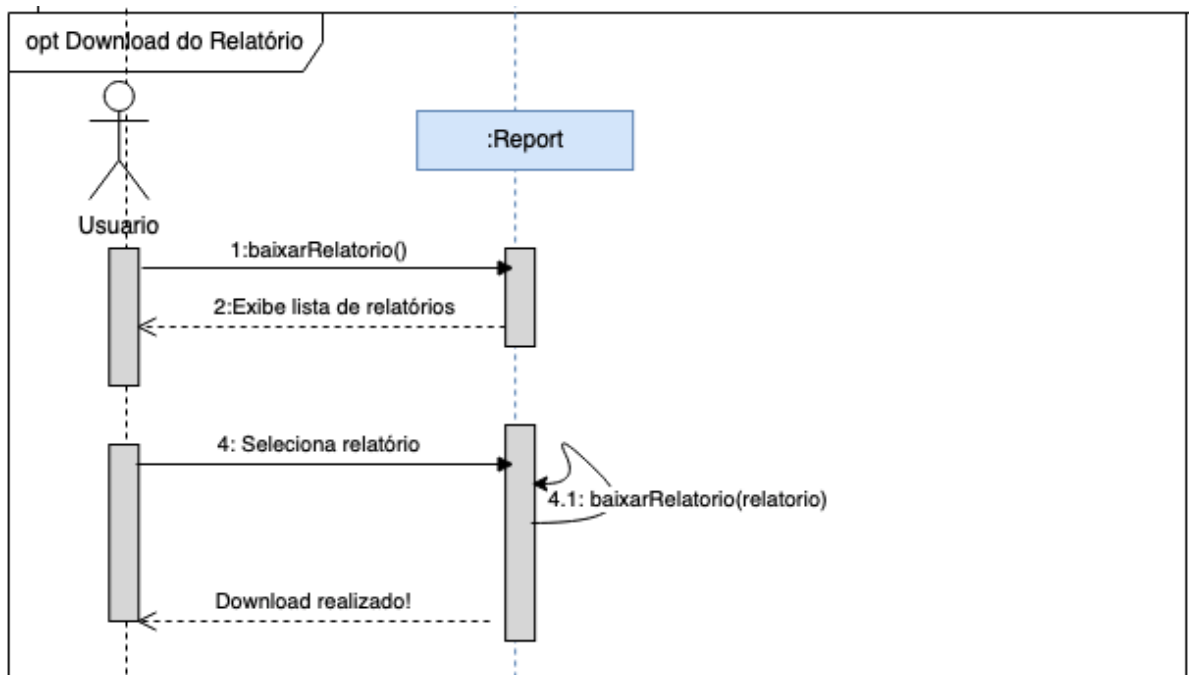 opt Download do Relatório
:Report
Usuario
1:baixarRelatorio()
2:Exibe lista de relatórios
4: Seleciona relatório
4.1: baixarRelatorio(relatorio)
Download realizado!